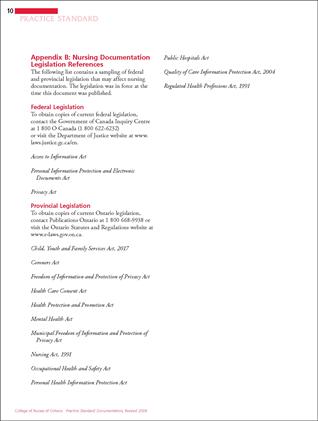 10
PRACTICE STANDARD
Appendix B: Nursing Documentation
Legislation References
The following list contains a sampling of federal
and provincial legislation that may affect nursing
documentation. The legislation was in force at the
time this document was published.
Federal Legislation
To obtain copies of current federal legislation,
contact the Government of Canada Inquiry Centre
at 1 800 O-Canada (1 800 622-6232)
or visit the Department of Justice website at www.
laws.justice.gc.ca/en.
Access to Information Act
Personal Information Protection and Electronic
Documents Act
Privacy Act
Provincial Legislation
To obtain copies of current Ontario legislation,
contact Publications Ontario at 1 800 668-9938 or
visit the Ontario Statutes and Regulations website at
www.e-laws.gov.on.ca.
Child, Youth and Family Services Act, 2017
Coroners Act
Freedom of Information and Protection of Privacy Act
Health Care Consent Act
Health Protection and Promotion Act
Mental Health Act
Municipal Freedom of Information and Protection of
Privacy Act
Nursing Act, 1991
Occupational Health and Safety Act
Personal Health Information Protection Act
Public Hospitals Act
Quality of Care Information Protection Act, 2004
Regulated Health Professions Act, 1991
College of Nurses of Ontario Practice Standard: Documentation, Revised 2008